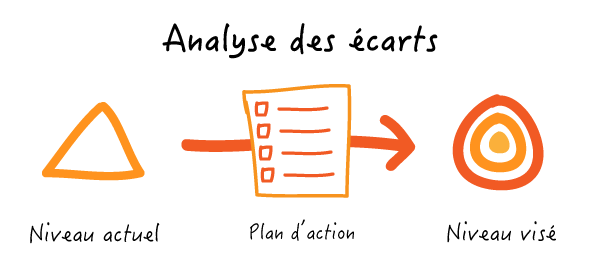 Analyse des écarts
Niveau actuel
Plan d'action
Niveau visé